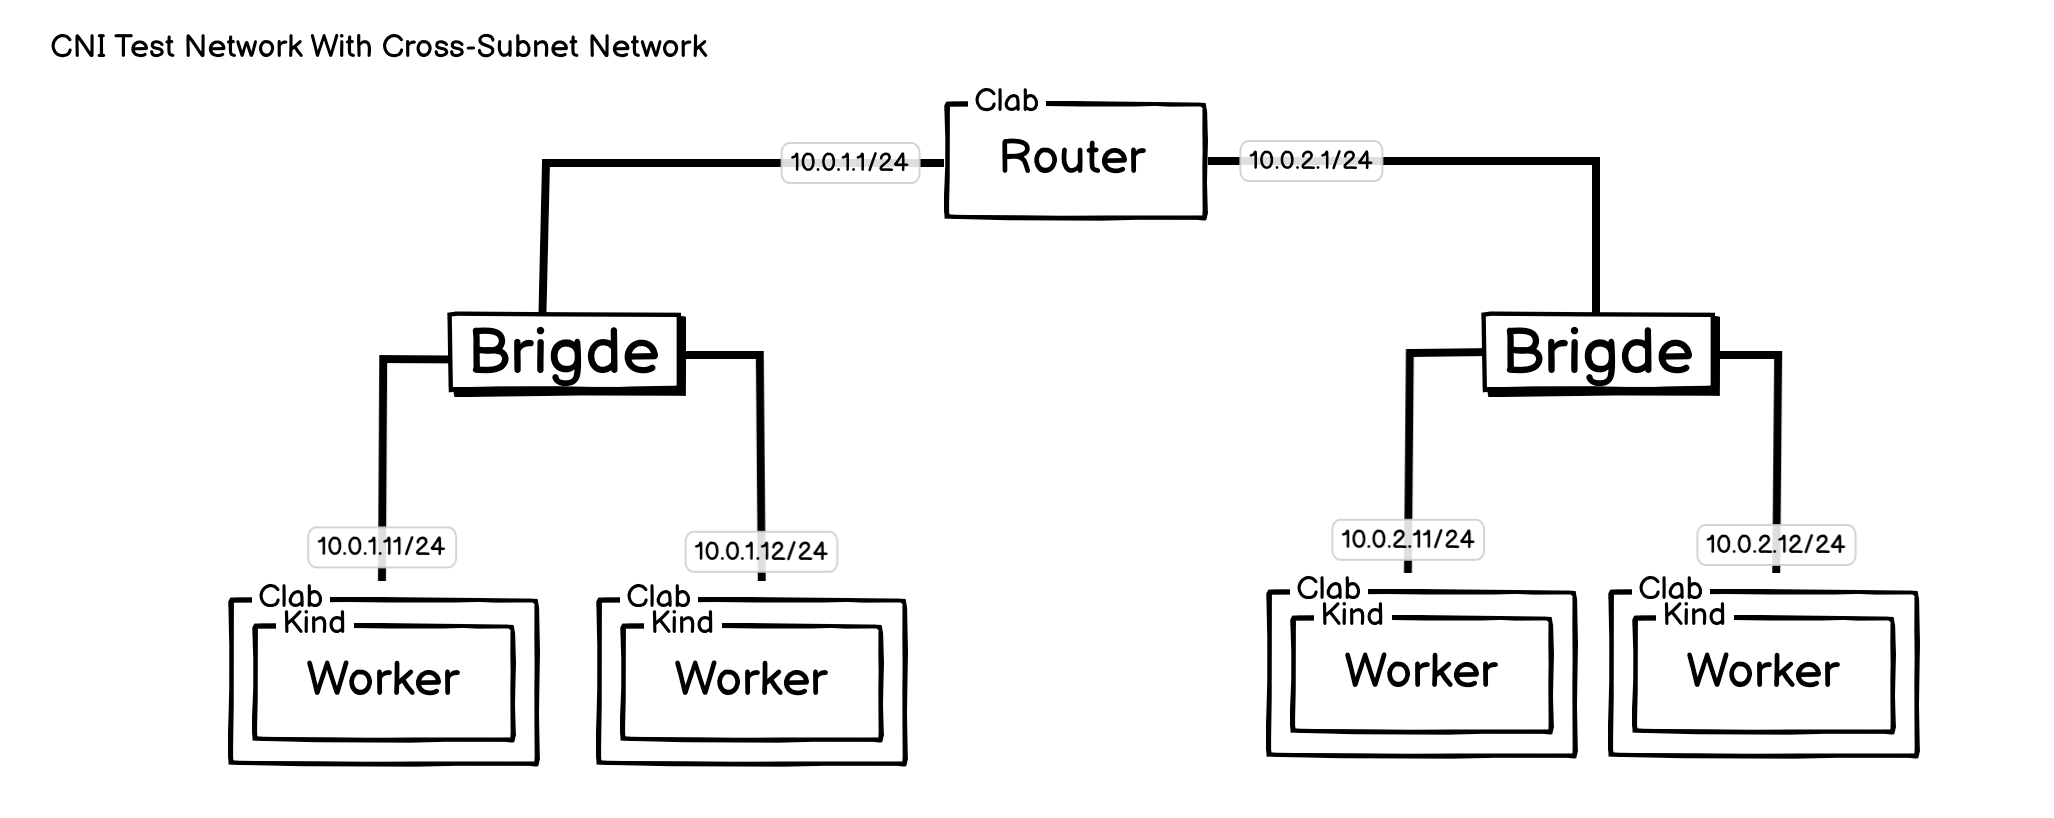 CNI Test Network With Cross-Subnet Network
Clab
Router
10.0.1.1/24
10.0.2.1/24
Brigde
Brigde
10.0.1.11/24
10.0.1.12/24
10.0.2.11/24
10.0.2.12/24
Clab
Kind
Worker
Clab
Kind
Worker
Clab
Kind
Worker
Clab
Kind
Worker